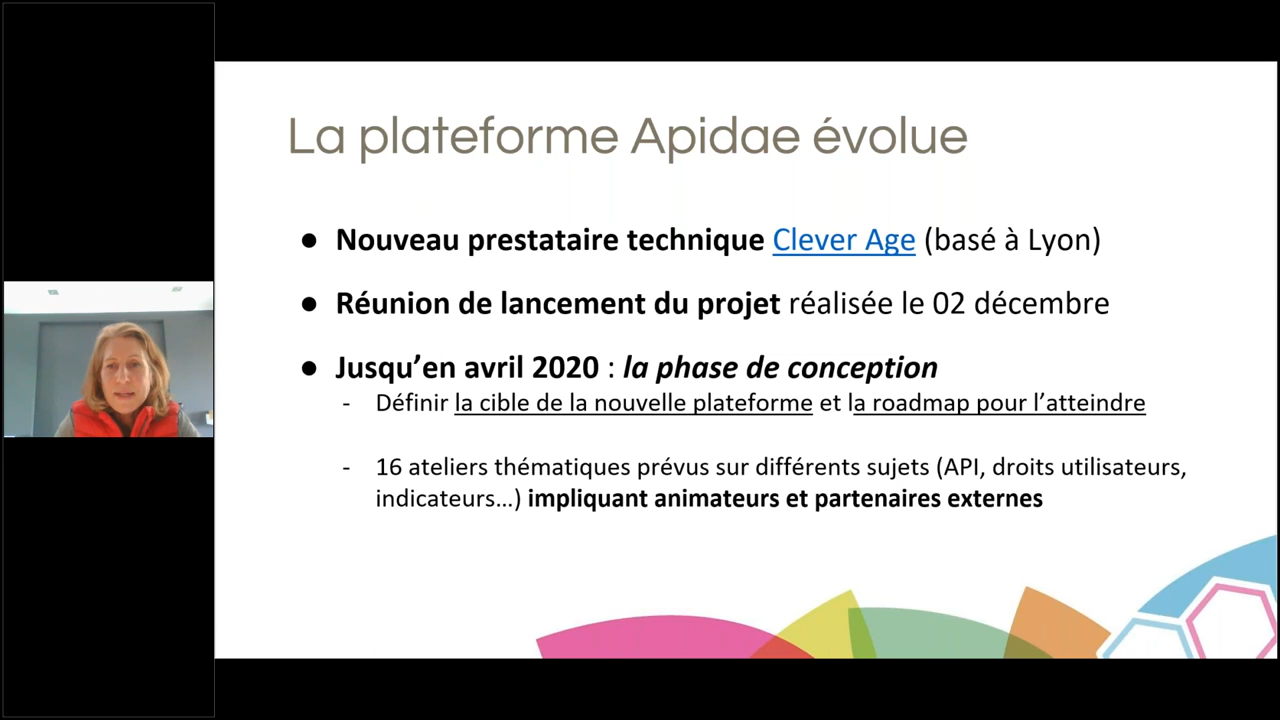 La plateforme Apidae évolue
● Nouveau prestataire technique Clever Age (basé à Lyon)
● Réunion de lancement du projet réalisée le 02 décembre
● Jusqu’en avril 2020 : la phase de conception
- Définir la cible de la nouvelle plateforme et la roadmap pour l’atteindre
- 16 ateliers thématiques prévus sur différents sujets (API, droits utilisateurs,
indicateurs…) impliquant animateurs et partenaires externes